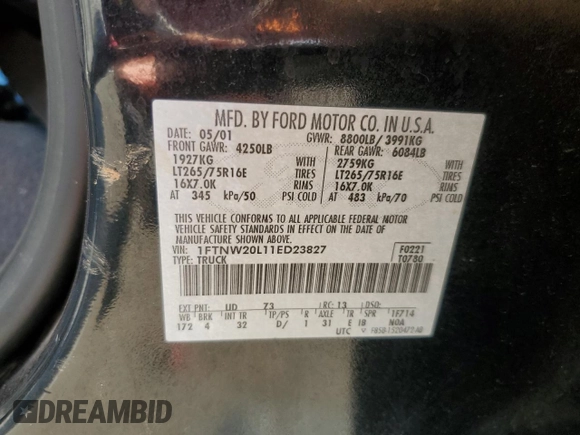 MFD. BY FORD MOTOR CO. IN U.S.A.
DATE: 05/01 GVWR: 8800LB/ 3991KG
FRONT GAWR: 4250LB REAR GAWR: 6084LB
1927KG WITH 2759KG WITH
LT265/75R16E TIRES LT265/75R16E TIRES
16X7.0K RIMS 16X7.0K RIMS
AT 345 kPa/50 PSI COLD AT 483 kPa/70 PSI COLD
THIS VEHICLE CONFORMS TO ALL APPLICABLE FEDERAL MOTOR
VEHICLE SAFETY STANDARDS IN EFFECT ON THE DATE OF MANUFACTURE SHOWN ABOVE.
VIN: 1FTNW20L11ED23827 F0221
TYPE: TRUCK T0780
EXT PNT: UD 73 RC: 13 DSO:
WB BRK INT TR TP/PS R AXLE TR SPR 1F714
172 4 32 D/ 1 31 E 18 NOA
UTC
DREAMBID